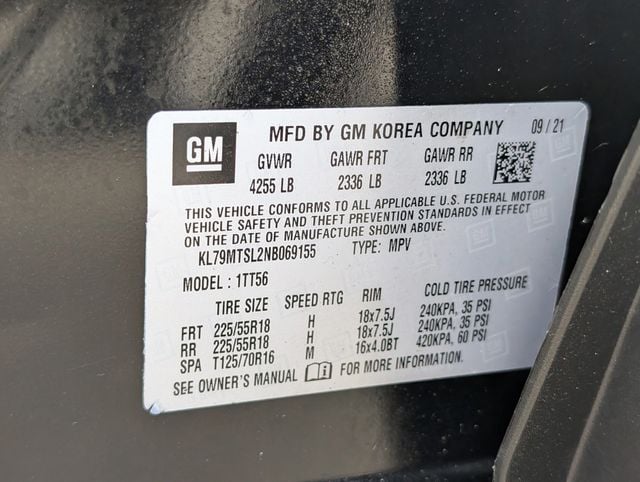 GM
MFD BY GM KOREA COMPANY 09 / 21
GVWR GAWR FRT GAWR RR
4255 LB 2336 LB 2336 LB
THIS VEHICLE CONFORMS TO ALL APPLICABLE U.S. FEDERAL MOTOR
VEHICLE SAFETY AND THEFT PREVENTION STANDARDS IN EFFECT
ON THE DATE OF MANUFACTURE SHOWN ABOVE.
KL79MTSL2NB069155 TYPE: MPV
MODEL : 1TT56
TIRE SIZE SPEED RTG RIM COLD TIRE PRESSURE
FRT 225/55R18 H 18x7.5J 240KPA, 35 PSI
RR 225/55R18 H 18x7.5J 240KPA, 35 PSI
SPA T125/70R16 M 16x4.0BT 420KPA, 60 PSI
SEE OWNER'S MANUAL FOR MORE INFORMATION.